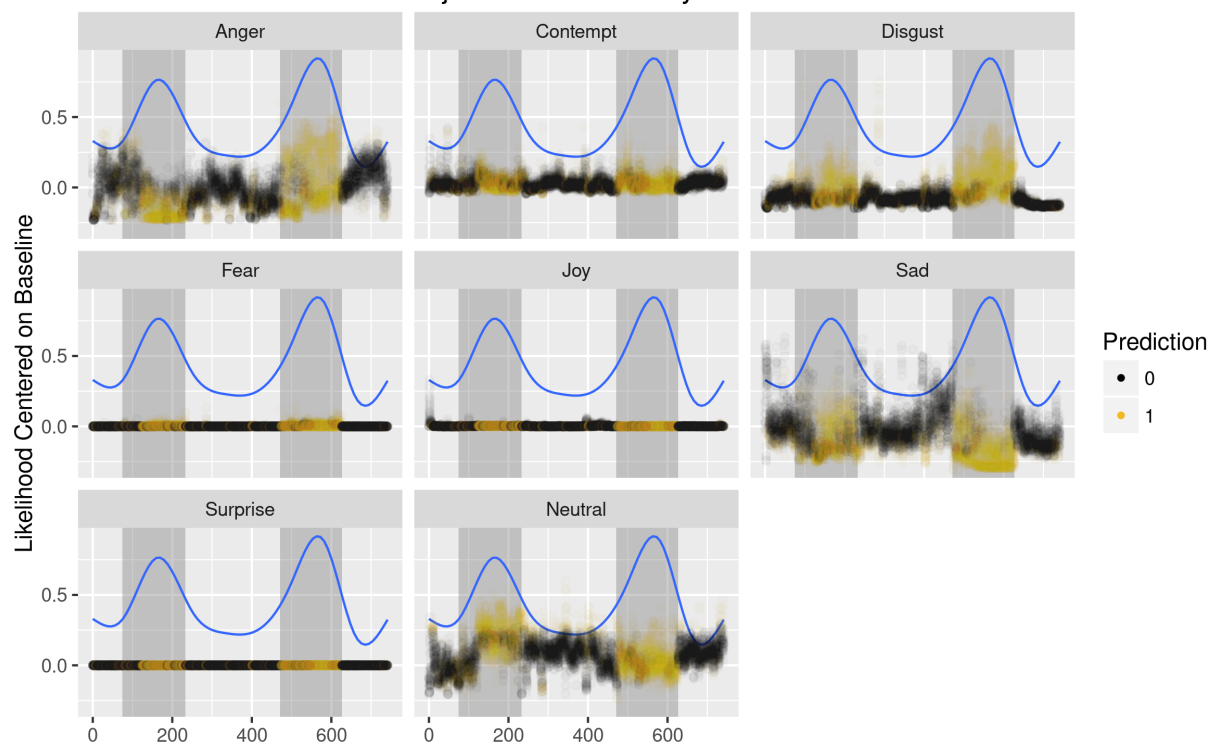 Anger
Contempt
Disgust
0.5
0.0
Fear
Joy
Sad
0.5
0.0
Surprise
Neutral
0.5
0.0
0 200 400 600
0 200 400 600
Likelihood Centered on Baseline
Prediction
0
1